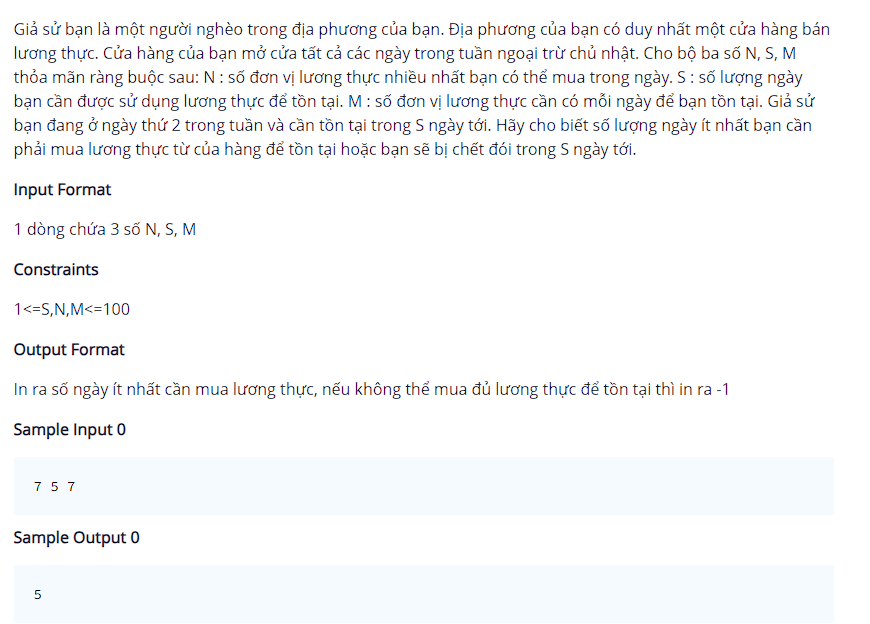 Giả sử bạn là một người nghèo trong địa phương của bạn. Địa phương của bạn có duy nhất một cửa hàng bán
lương thực. Cửa hàng của bạn mở cửa tất cả các ngày trong tuần ngoại trừ chủ nhật. Cho bộ ba số N, S, M
thỏa mãn ràng buộc sau: N : số đơn vị lương thực nhiều nhất bạn có thể mua trong ngày. S : số lượng ngày
bạn cần được sử dụng lương thực để tồn tại. M : số đơn vị lương thực cần có mỗi ngày để bạn tồn tại. Giả sử
bạn đang ở ngày thứ 2 trong tuần và cần tồn tại trong S ngày tới. Hãy cho biết số lượng ngày ít nhất bạn cần
phải mua lương thực từ của hàng để tồn tại hoặc bạn sẽ bị chết đói trong S ngày tới.
Input Format
1 dòng chứa 3 số N, S, M
Constraints
1<=S,N,M<=100
Output Format
In ra số ngày ít nhất cần mua lương thực, nếu không thể mua đủ lương thực để tồn tại thì in ra -1
Sample Input 0
7 5 7
Sample Output 0
5